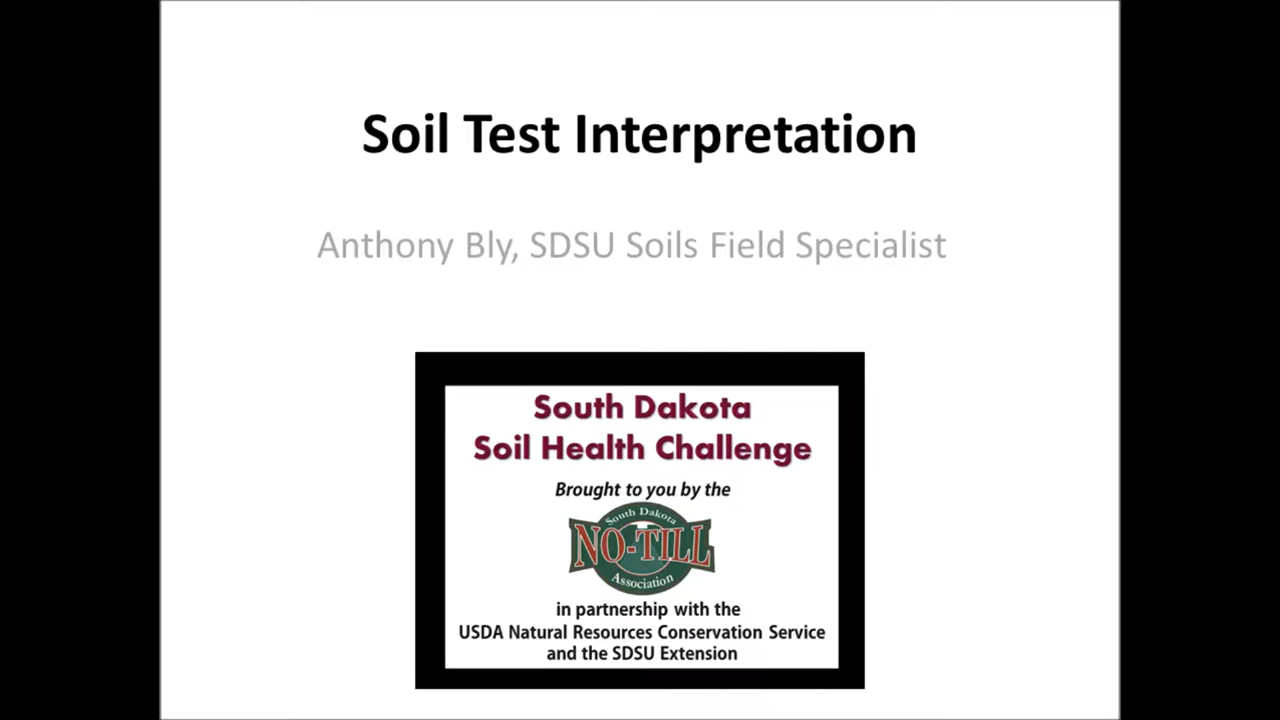 Soil Test Interpretation
Anthony Bly, SDSU Soils Field Specialist
South Dakota
Soil Health Challenge
Brought to you by the
South Dakota
NO-TILL
Association
in partnership with the
USDA Natural Resources Conservation Service
and the SDSU Extension